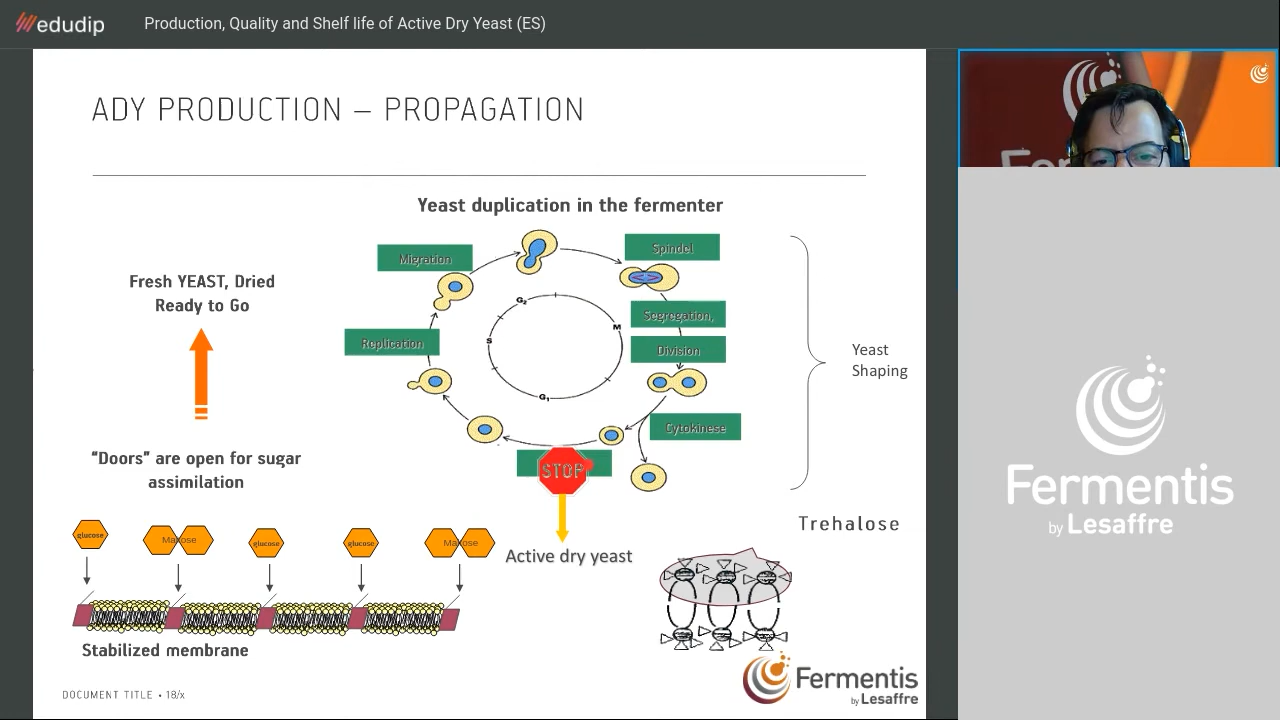 edudip
Production, Quality and Shelf life of Active Dry Yeast (ES)
ADY PRODUCTION – PROPAGATION
Yeast duplication in the fermenter
Migration
Spindel
Fresh YEAST, Dried
Ready to Go
G2
M
Segregation,
S
Replication
Division
Yeast
Shaping
G1
Cytokinese
"Doors" are open for sugar
assimilation
STOP
Trehalose
glucose
Maltose
glucose
glucose
Maltose
Active dry yeast
Stabilized membrane
DOCUMENT TITLE • 18/x
Fermentis
by Lesaffre
Fermentis
by Lesaffre